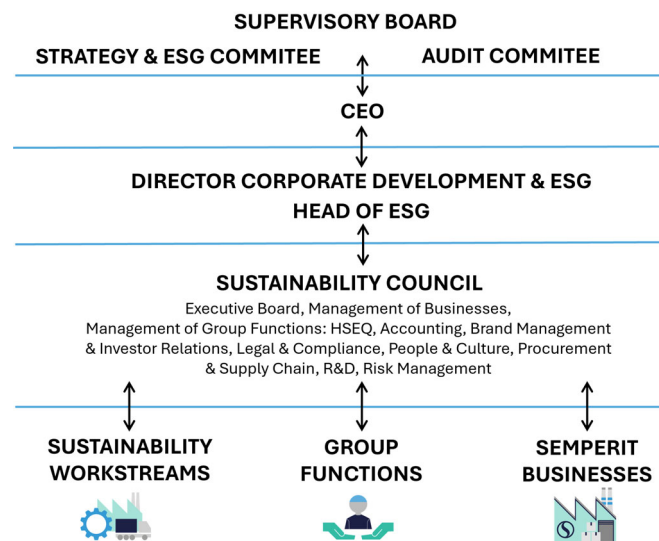 SUPERVISORY BOARD
STRATEGY & ESG COMMITEE
AUDIT COMMITEE
CEO
DIRECTOR CORPORATE DEVELOPMENT & ESG
HEAD OF ESG
SUSTAINABILITY COUNCIL
Executive Board, Management of Businesses,
Management of Group Functions: HSEQ, Accounting, Brand Management
& Investor Relations, Legal & Compliance, People & Culture, Procurement
& Supply Chain, R&D, Risk Management
SUSTAINABILITY
WORKSTREAMS
GROUP
FUNCTIONS
SEMPERIT
BUSINESSES